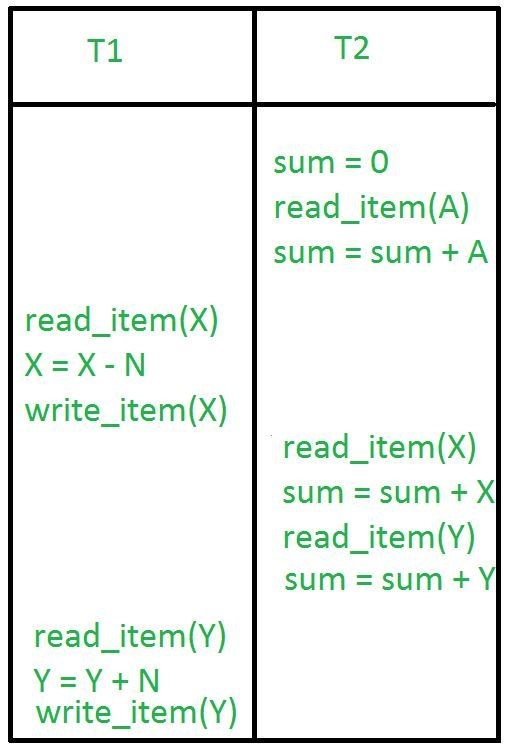 T1
T2
sum = 0
read_item(A)
sum = sum + A
read_item(X)
X = X - N
write_item(X)
read_item(X)
sum = sum + X
read_item(Y)
sum = sum + Y
read_item(Y)
Y = Y + N
write_item(Y)